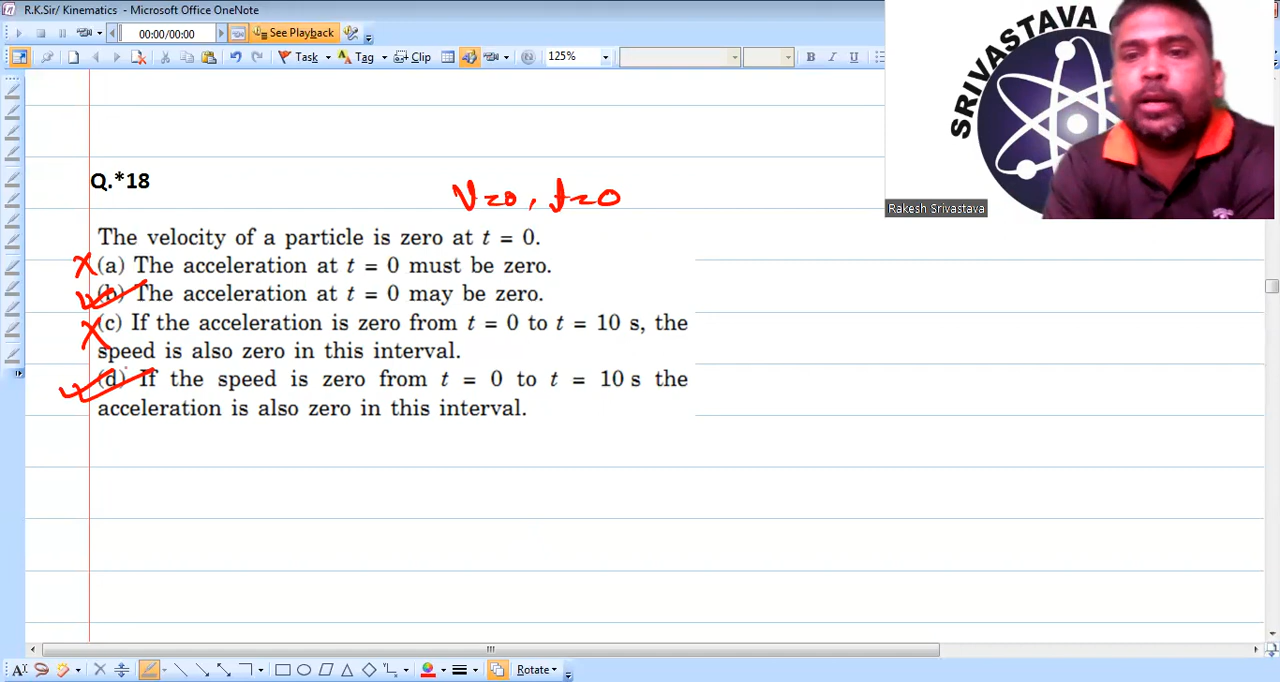 R.K.Sir/ Kinematics - Microsoft Office OneNote
00:00/00:00 See Playback
Task Tag Clip 125% B I U
SRIVASTAVA
Rakesh Srivastava
Q.*18
V=0, t=0
The velocity of a particle is zero at t = 0.
(a) The acceleration at t = 0 must be zero.
(b) The acceleration at t = 0 may be zero.
(c) If the acceleration is zero from t = 0 to t = 10 s, the
speed is also zero in this interval.
(d) If the speed is zero from t = 0 to t = 10 s the
acceleration is also zero in this interval.
Rotate